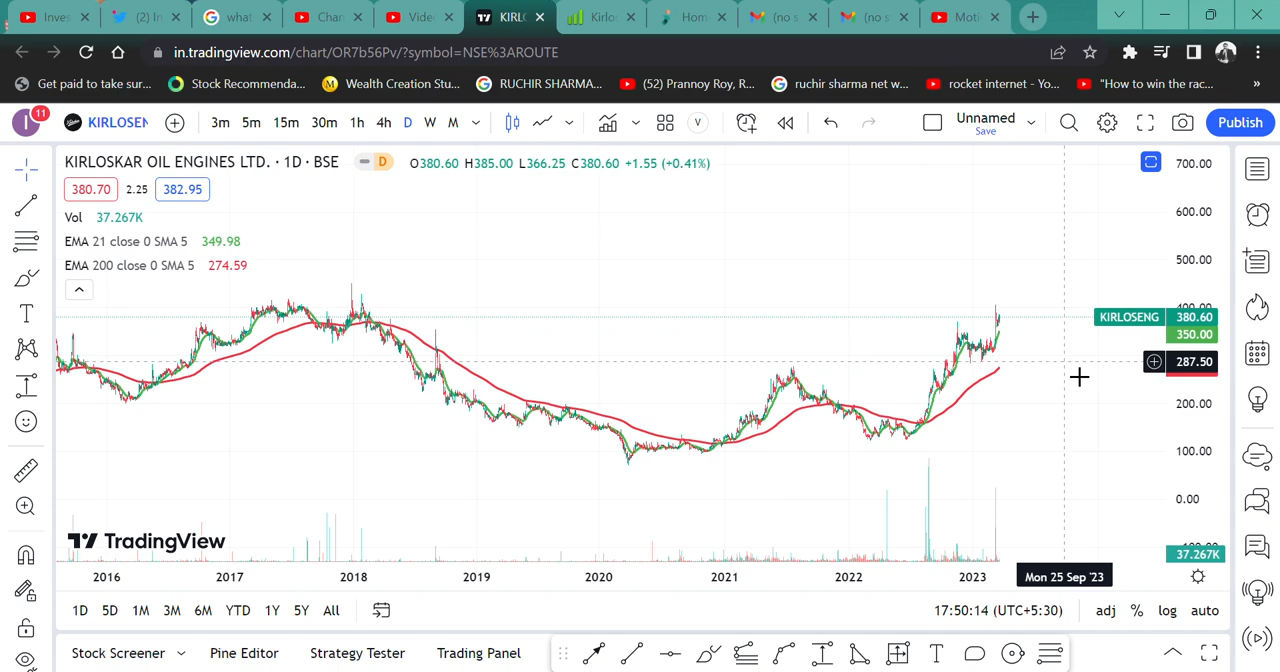 Inves
(2) In
what
Chan
Vide
KIRL
Kirlo
Hom
(no s
(no s
Moti
in.tradingview.com/chart/OR7b56Pv/?symbol=NSE%3AROUTE
Get paid to take sur...
Stock Recommenda...
Wealth Creation Stu...
RUCHIR SHARMA...
(52) Prannoy Roy, R...
ruchir sharma net w...
rocket internet - Yo...
"How to win the rac...
»
I 11
KIRLOSEN
3m 5m 15m 30m 1h 4h D W M
V
Unnamed
Save
Publish
KIRLOSKAR OIL ENGINES LTD. · 1D · BSE
D
O380.60 H385.00 L366.25 C380.60 +1.55 (+0.41%)
380.70 2.25 382.95
Vol 37.267K
EMA 21 close 0 SMA 5 349.98
EMA 200 close 0 SMA 5 274.59
700.00
600.00
500.00
400.00
KIRLOSENG 380.60
350.00
287.50
200.00
100.00
0.00
37.267K
TradingView
2016 2017 2018 2019 2020 2021 2022 2023
Mon 25 Sep '23
1D 5D 1M 3M 6M YTD 1Y 5Y All
17:50:14 (UTC+5:30)
adj % log auto
Stock Screener
Pine Editor
Strategy Tester
Trading Panel
T